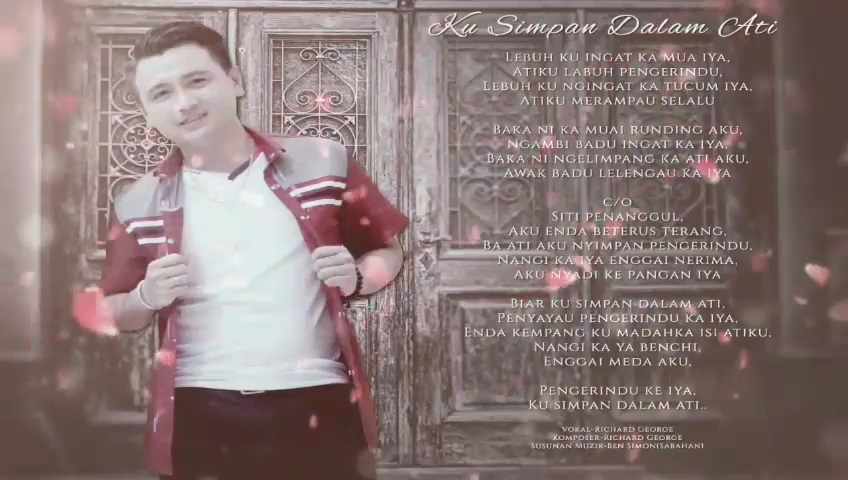 Ku Simpan Dalam Ati
Lebuh ku ingat ka mua iya,
Atiku labuh pengerindu,
Lebuh ku ngingat ka tucum iya,
Atiku merampau selalu
Baka ni ka muai runding aku,
Ngambi badu ingat ka iya,
Baka ni ngelimpang ka ati aku,
Awak badu lelengau ka iya
C/O
Siti penanggul,
Aku enda beterus terang,
Ba ati aku nyimpan pengerindu,
Nangi ka iya enggai nerima,
Aku nyadi ke pangan iya
Biar ku simpan dalam ati,
Penyayau pengerindu ka iya,
Enda kempang ku madahka isi atiku,
Nangi ka ya benchi,
Enggai meda aku,
Pengerindu ke iya,
Ku simpan dalam ati..
Vokal-Richard George
Komposer-Richard George
Susunan Muzik-Ben Simon(Sabahan)